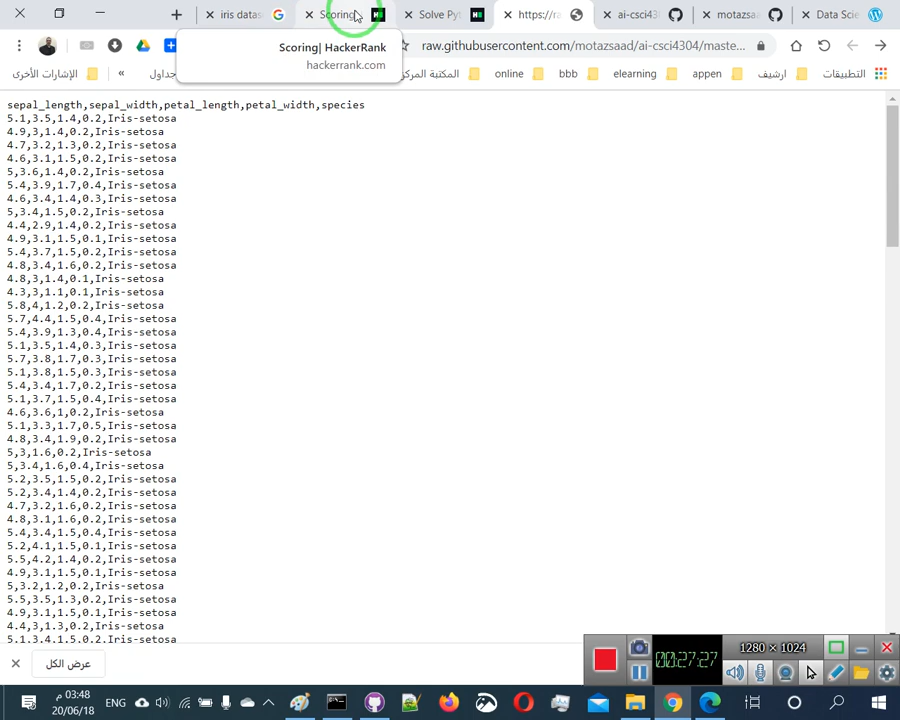 iris datas
Scoring
Solve Pyt
https://ra
ai-csci43
motazsaa
Data Scie
Scoring| HackerRank
hackerrank.com
raw.githubusercontent.com/motazsaad/ai-csci4304/master...
الإشارات الأخرى
»
جداول
المكتبة المركز
online
bbb
elearning
appen
ارشيف
التطبيقات
sepal_length,sepal_width,petal_length,petal_width,species
5.1,3.5,1.4,0.2,Iris-setosa
4.9,3,1.4,0.2,Iris-setosa
4.7,3.2,1.3,0.2,Iris-setosa
4.6,3.1,1.5,0.2,Iris-setosa
5,3.6,1.4,0.2,Iris-setosa
5.4,3.9,1.7,0.4,Iris-setosa
4.6,3.4,1.4,0.3,Iris-setosa
5,3.4,1.5,0.2,Iris-setosa
4.4,2.9,1.4,0.2,Iris-setosa
4.9,3.1,1.5,0.1,Iris-setosa
5.4,3.7,1.5,0.2,Iris-setosa
4.8,3.4,1.6,0.2,Iris-setosa
4.8,3,1.4,0.1,Iris-setosa
4.3,3,1.1,0.1,Iris-setosa
5.8,4,1.2,0.2,Iris-setosa
5.7,4.4,1.5,0.4,Iris-setosa
5.4,3.9,1.3,0.4,Iris-setosa
5.1,3.5,1.4,0.3,Iris-setosa
5.7,3.8,1.7,0.3,Iris-setosa
5.1,3.8,1.5,0.3,Iris-setosa
5.4,3.4,1.7,0.2,Iris-setosa
5.1,3.7,1.5,0.4,Iris-setosa
4.6,3.6,1,0.2,Iris-setosa
5.1,3.3,1.7,0.5,Iris-setosa
4.8,3.4,1.9,0.2,Iris-setosa
5,3,1.6,0.2,Iris-setosa
5,3.4,1.6,0.4,Iris-setosa
5.2,3.5,1.5,0.2,Iris-setosa
5.2,3.4,1.4,0.2,Iris-setosa
4.7,3.2,1.6,0.2,Iris-setosa
4.8,3.1,1.6,0.2,Iris-setosa
5.4,3.4,1.5,0.4,Iris-setosa
5.2,4.1,1.5,0.1,Iris-setosa
5.5,4.2,1.4,0.2,Iris-setosa
4.9,3.1,1.5,0.1,Iris-setosa
5,3.2,1.2,0.2,Iris-setosa
5.5,3.5,1.3,0.2,Iris-setosa
4.9,3.1,1.5,0.1,Iris-setosa
4.4,3,1.3,0.2,Iris-setosa
5.1,3.4,1.5,0.2,Iris-setosa
عرض الكل
00:27:27
1280 × 1024
03:48 م
20/06/18
ENG